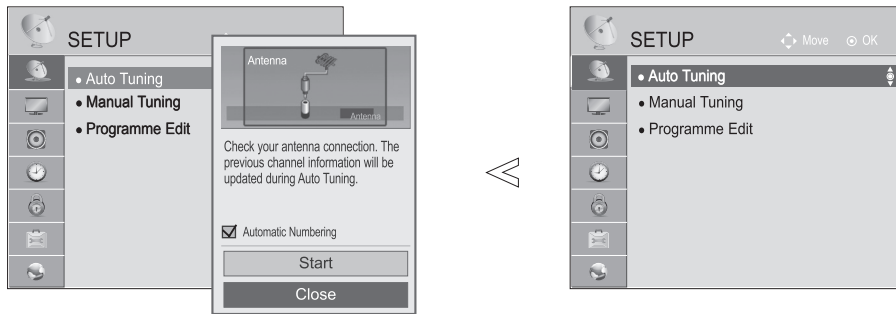 SETUP
• Auto Tuning
• Manual Tuning
• Programme Edit
Antenna
Antenna
Check your antenna connection. The
previous channel information will be
updated during Auto Tuning.
Automatic Numbering
Start
Close
SETUP
Move
OK
• Auto Tuning
• Manual Tuning
• Programme Edit